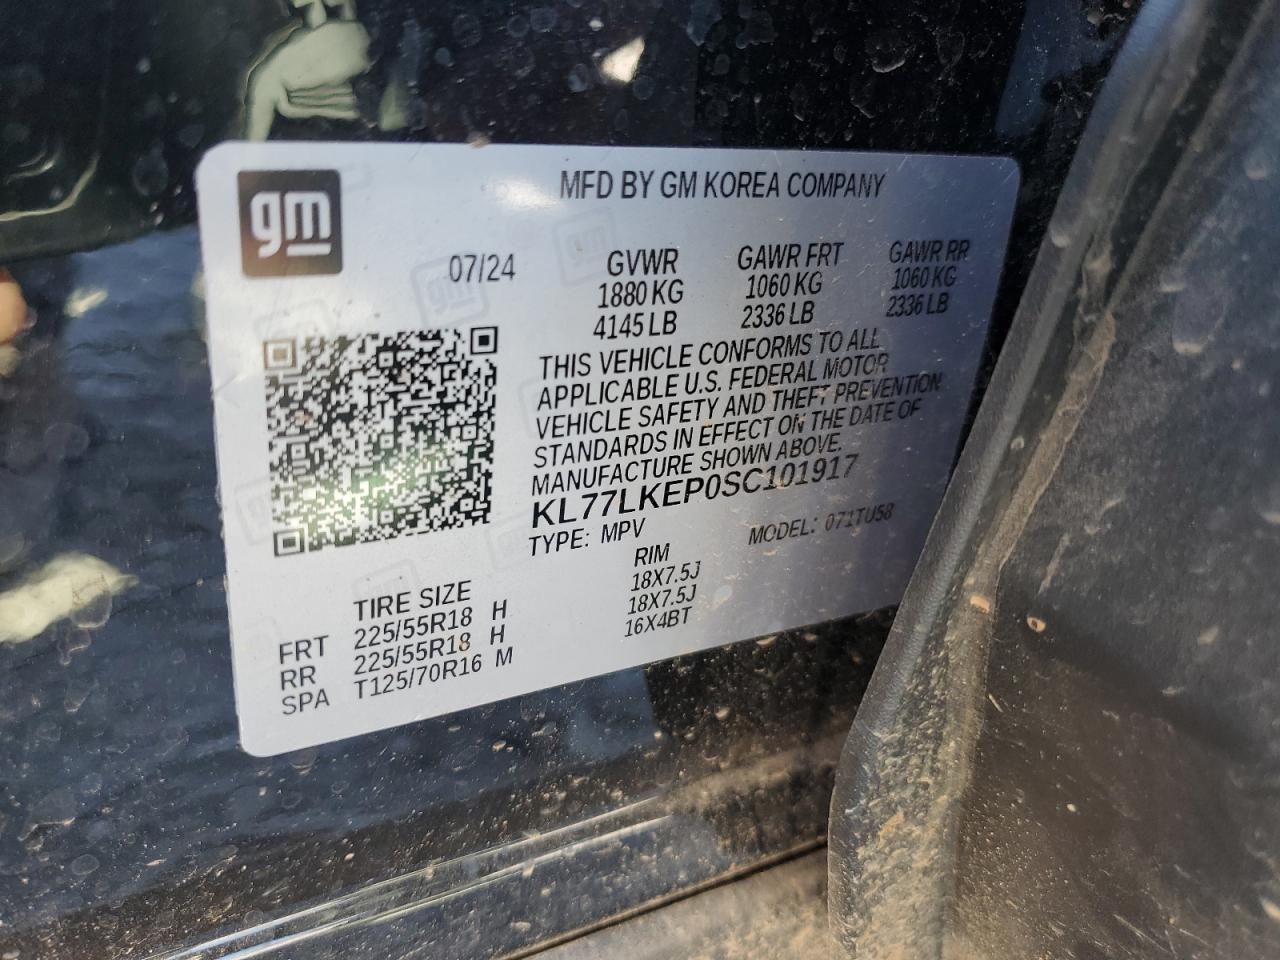 gm
MFD BY GM KOREA COMPANY
07/24
GVWR GAWR FRT GAWR RR
1880 KG 1060 KG 1060 KG
4145 LB 2336 LB 2336 LB
THIS VEHICLE CONFORMS TO ALL
APPLICABLE U.S. FEDERAL MOTOR
VEHICLE SAFETY AND THEFT PREVENTION
STANDARDS IN EFFECT ON THE DATE OF
MANUFACTURE SHOWN ABOVE.
KL77LKEP0SC101917
TYPE: MPV MODEL: 071TU58
TIRE SIZE RIM
FRT 225/55R18 H 18X7.5J
RR 225/55R18 H 18X7.5J
SPA T125/70R16 M 16X4BT